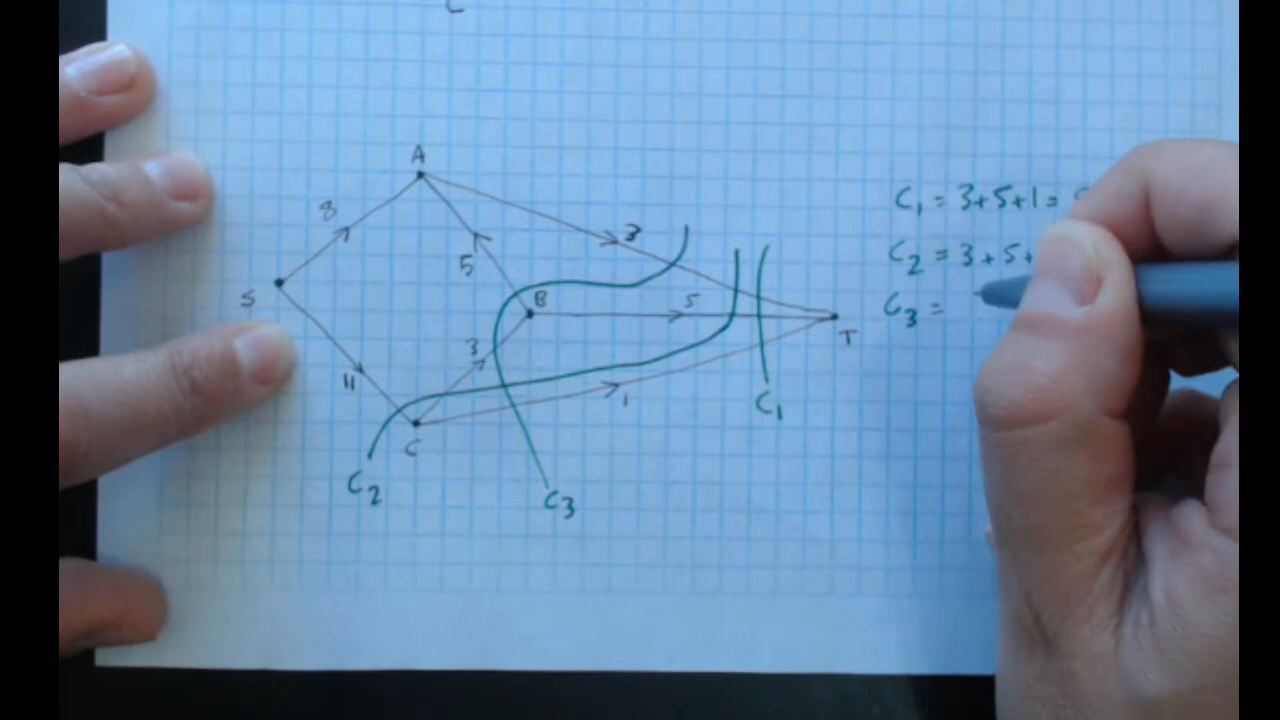 C
A
8
3
C₁ = 3+5+1=
5
C₂ = 3+5+
S
B
5
C₃ =
3
T
11
1
C₁
C
C₂
C₃